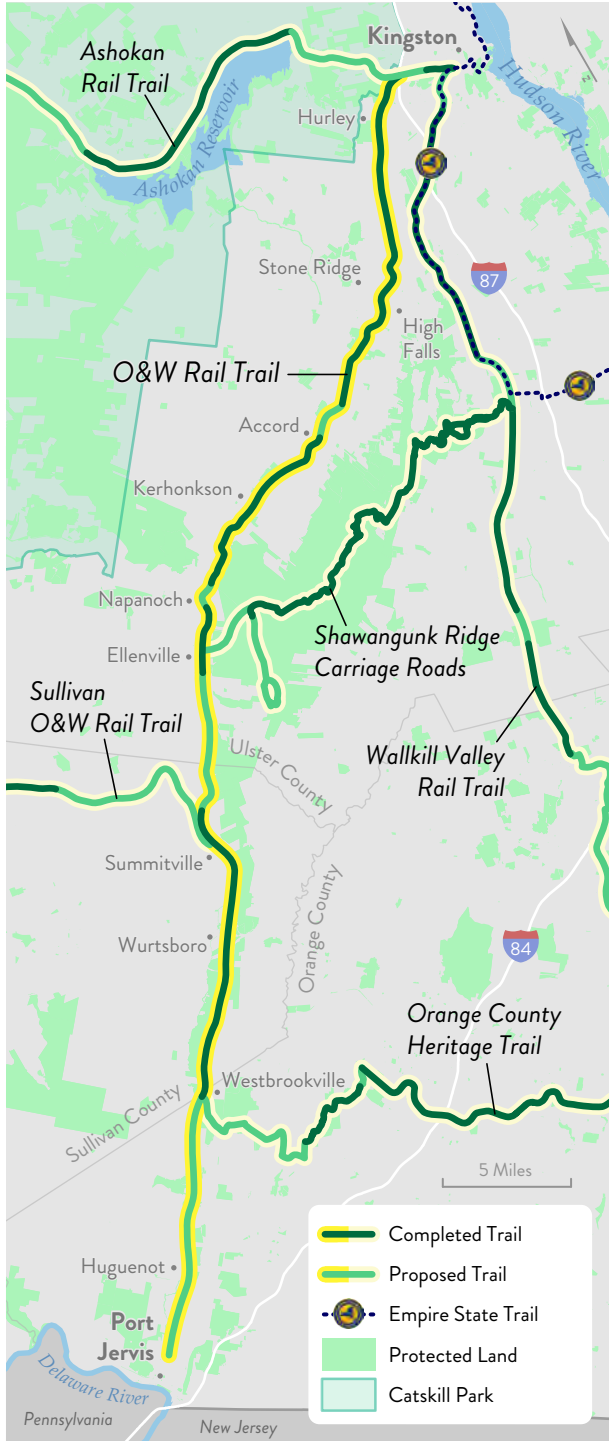 Kingston
Ashokan
Rail Trail
Hudson River
N
Hurley
Ashokan Reservoir
Stone Ridge
87
High
Falls
O&W Rail Trail
Accord
Kerhonkson
Napanoch
Shawangunk Ridge
Carriage Roads
Ellenville
Sullivan
O&W Rail Trail
Ulster County
Wallkill Valley
Rail Trail
Summitville
Orange County
Wurtsboro
84
Orange County
Heritage Trail
Westbrookville
Sullivan County
5 Miles
Completed Trail
Huguenot
Proposed Trail
Port
Jervis
Empire State Trail
Protected Land
Delaware River
Catskill Park
Pennsylvania
New Jersey